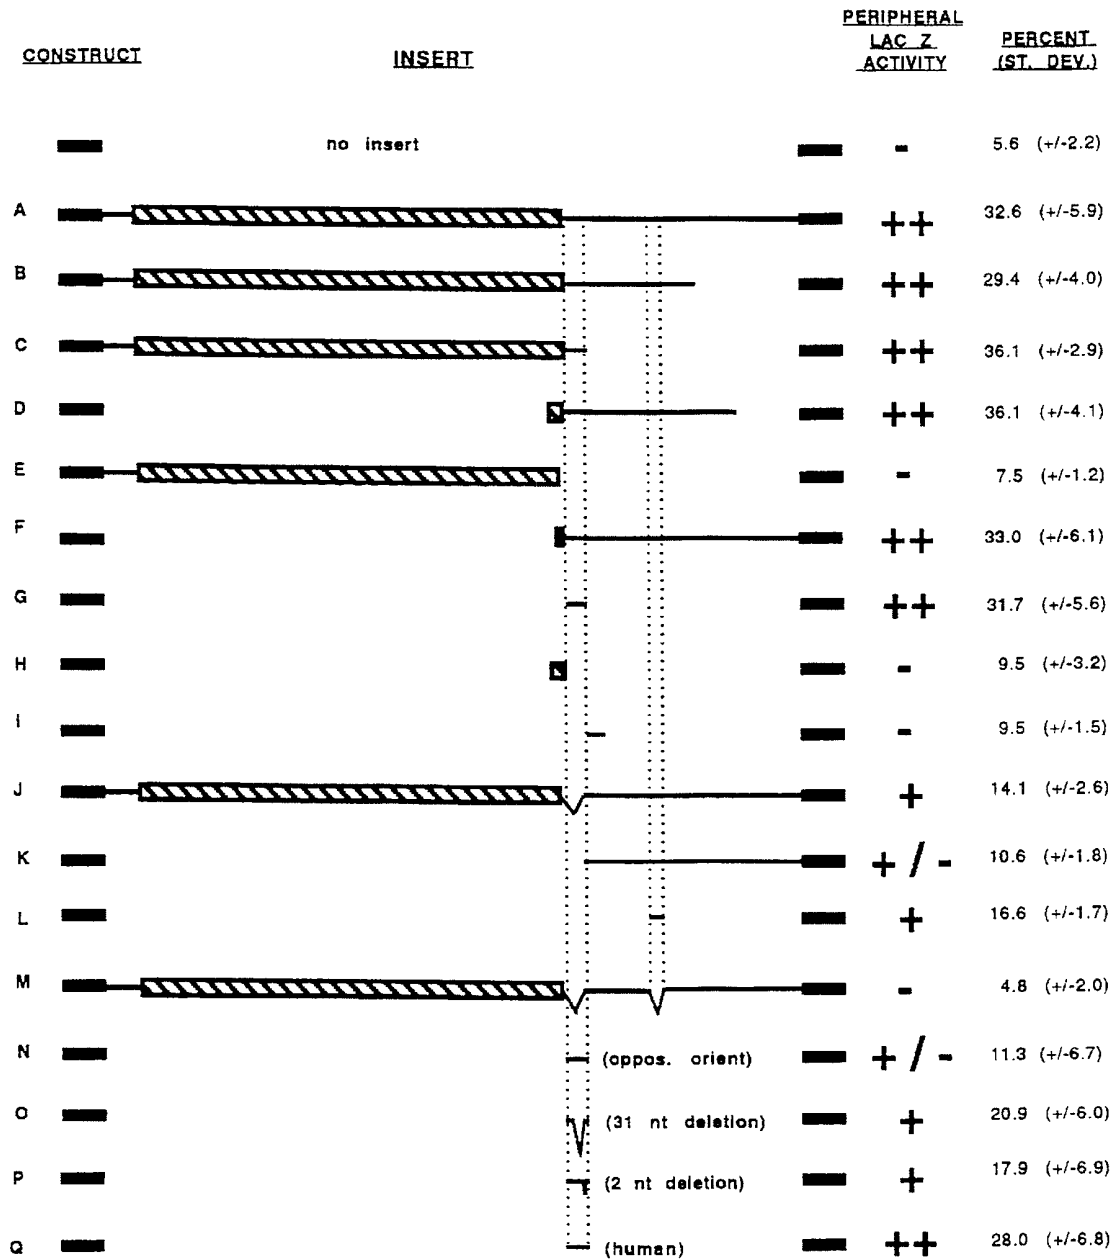 PERIPHERAL
LAC Z
ACTIVITY
CONSTRUCT
INSERT
PERCENT
(ST. DEV.)
no insert - 5.6 (+/-2.2)
A ++ 32.6 (+/-5.9)
B ++ 29.4 (+/-4.0)
C ++ 36.1 (+/-2.9)
D ++ 36.1 (+/-4.1)
E - 7.5 (+/-1.2)
F ++ 33.0 (+/-6.1)
G ++ 31.7 (+/-5.6)
H - 9.5 (+/-3.2)
I - 9.5 (+/-1.5)
J + 14.1 (+/-2.6)
K + / - 10.6 (+/-1.8)
L + 16.6 (+/-1.7)
M - 4.8 (+/-2.0)
N (oppos. orient) + / - 11.3 (+/-6.7)
O (31 nt deletion) + 20.9 (+/-6.0)
P (2 nt deletion) + 17.9 (+/-6.9)
Q (human) ++ 28.0 (+/-6.8)